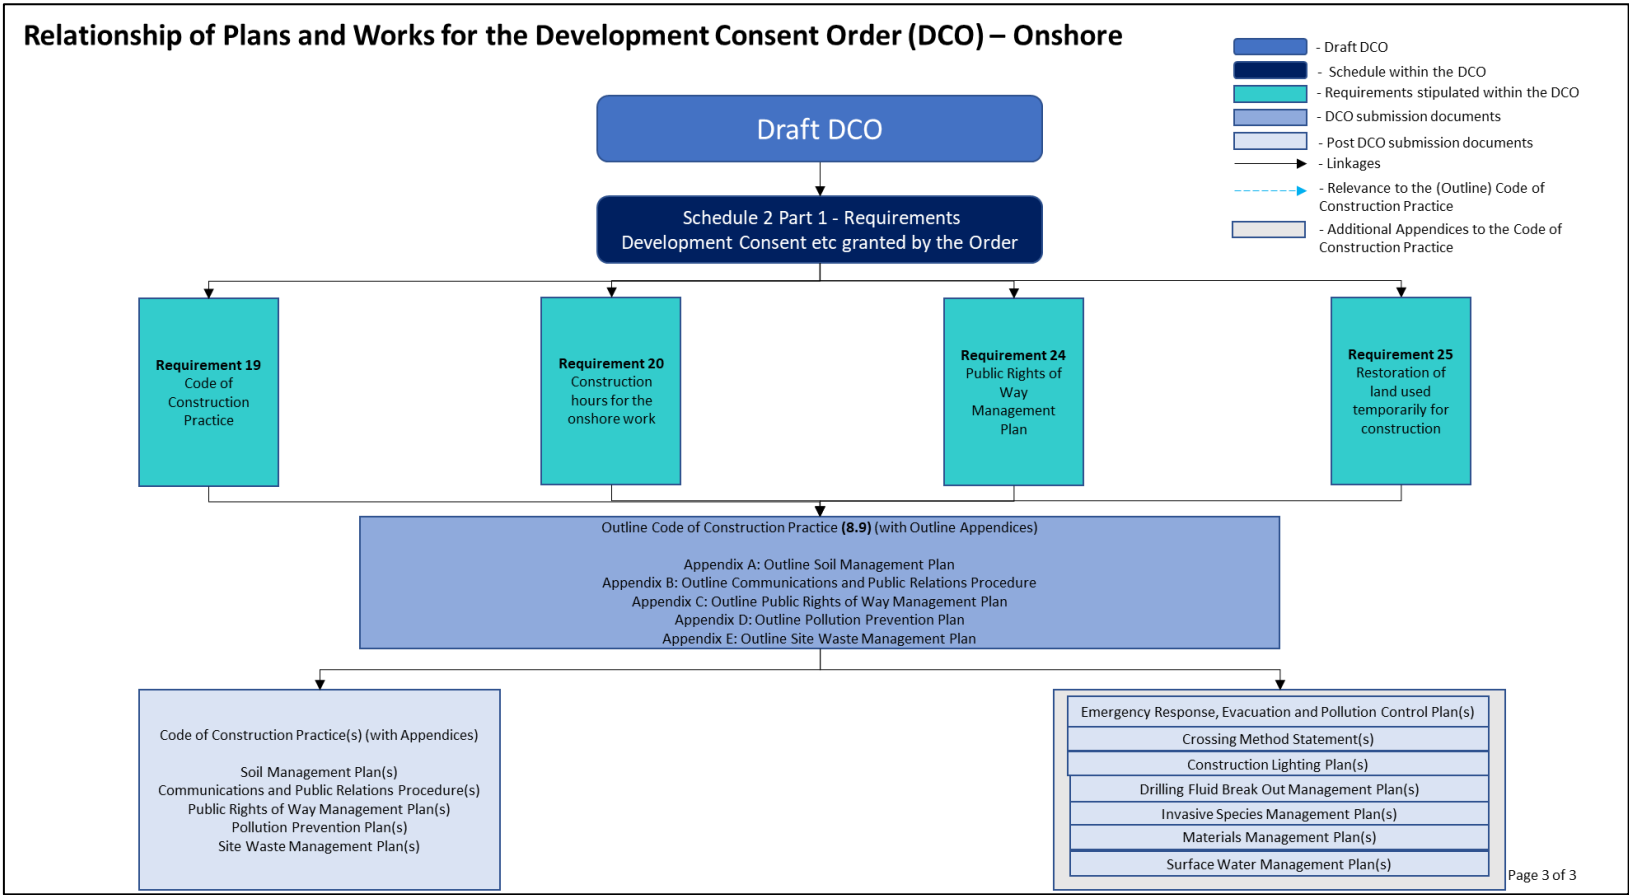 Relationship of Plans and Works for the Development Consent Order (DCO) – Onshore
- Draft DCO
- Schedule within the DCO
- Requirements stipulated within the DCO
- DCO submission documents
- Post DCO submission documents
- Linkages
- Relevance to the (Outline) Code of
Construction Practice
- Additional Appendices to the Code of
Construction Practice
Draft DCO
Schedule 2 Part 1 - Requirements
Development Consent etc granted by the Order
Requirement 19
Code of
Construction
Practice
Requirement 20
Construction
hours for the
onshore work
Requirement 24
Public Rights of
Way
Management
Plan
Requirement 25
Restoration of
land used
temporarily for
construction
Outline Code of Construction Practice (8.9) (with Outline Appendices)
Appendix A: Outline Soil Management Plan
Appendix B: Outline Communications and Public Relations Procedure
Appendix C: Outline Public Rights of Way Management Plan
Appendix D: Outline Pollution Prevention Plan
Appendix E: Outline Site Waste Management Plan
Code of Construction Practice(s) (with Appendices)
Soil Management Plan(s)
Communications and Public Relations Procedure(s)
Public Rights of Way Management Plan(s)
Pollution Prevention Plan(s)
Site Waste Management Plan(s)
Emergency Response, Evacuation and Pollution Control Plan(s)
Crossing Method Statement(s)
Construction Lighting Plan(s)
Drilling Fluid Break Out Management Plan(s)
Invasive Species Management Plan(s)
Materials Management Plan(s)
Surface Water Management Plan(s)
Page 3 of 3